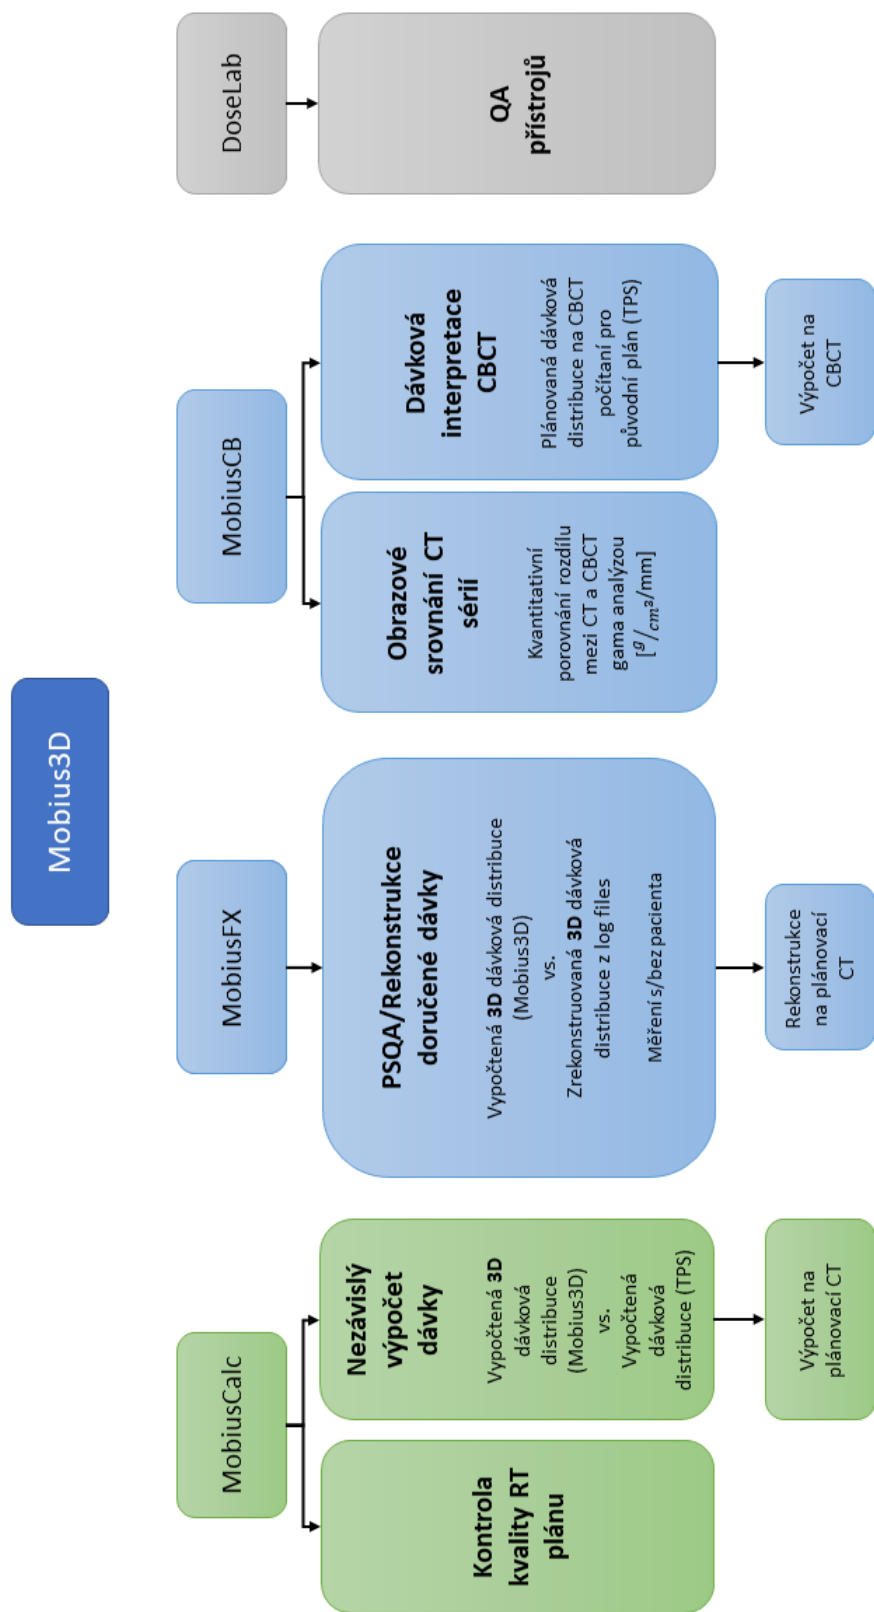 Mobius3D
MobiusCalc
Kontrola
kvality RT
plánu
Nezávislý
výpočet
dávky
Vypočtená 3D
dávková
distribuce
(Mobius3D)
vs.
Vypočtená
dávková
distribuce (TPS)
Výpočet na
plánovací CT
MobiusFX
PSQA/Rekonstrukce
doručené dávky
Vypočtená 3D dávková distribuce
(Mobius3D)
vs.
Zrekonstruovaná 3D dávková
distribuce z log files
Měření s/bez pacienta
Rekonstrukce
na plánovací
CT
MobiusCB
Obrazové
srovnání CT
sérií
Kvantitativní
porovnání rozdílu
mezi CT a CBCT
gama analýzou
[g/cm³/mm]
Dávková
interpretace
CBCT
Plánovaná dávková
distribuce na CBCT
počítaní pro
původní plán (TPS)
Výpočet na
CBCT
DoseLab
QA
přístrojů